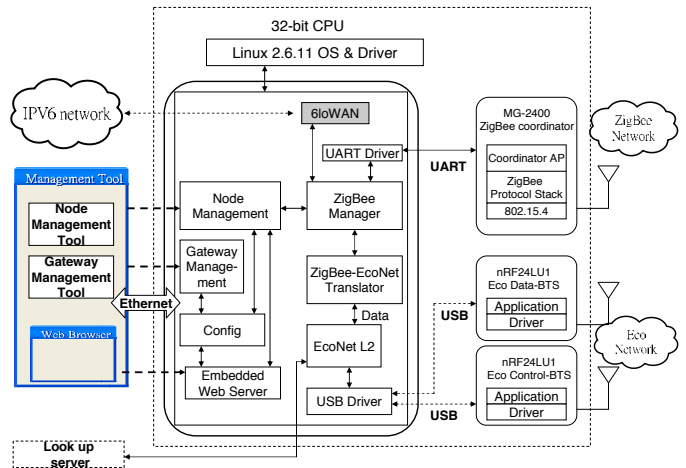 32-bit CPU
Linux 2.6.11 OS & Driver
IPV6 network
6loWAN
UART Driver
UART
MG-2400
ZigBee coordinator
Coordinator AP
ZigBee
Protocol Stack
802.15.4
ZigBee
Network
Management Tool
Node
Management
Tool
Gateway
Management
Tool
Ethernet
Web Browser
Node
Management
ZigBee
Manager
Gateway
Manage-
ment
ZigBee-EcoNet
Translator
Data
Config
EcoNet L2
Embedded
Web Server
USB Driver
USB
nRF24LU1
Eco Data-BTS
Application
Driver
Eco
Network
nRF24LU1
Eco Control-BTS
Application
Driver
USB
Look up
server